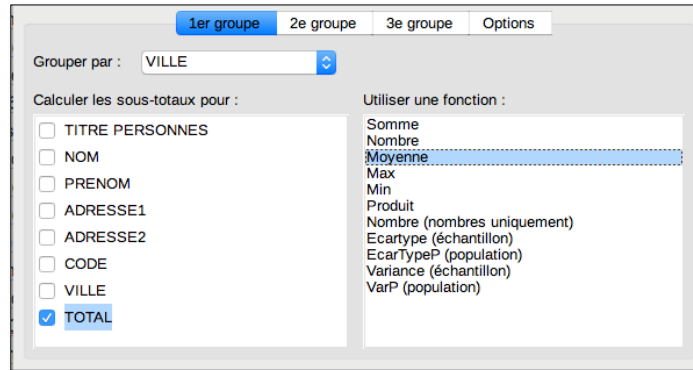 1er groupe 2e groupe 3e groupe Options
Grouper par : VILLE
Calculer les sous-totaux pour :
TITRE PERSONNES
NOM
PRENOM
ADRESSE1
ADRESSE2
CODE
VILLE
TOTAL
Utiliser une fonction :
Somme
Nombre
Moyenne
Max
Min
Produit
Nombre (nombres uniquement)
Ecartype (échantillon)
EcarTypeP (population)
Variance (échantillon)
VarP (population)